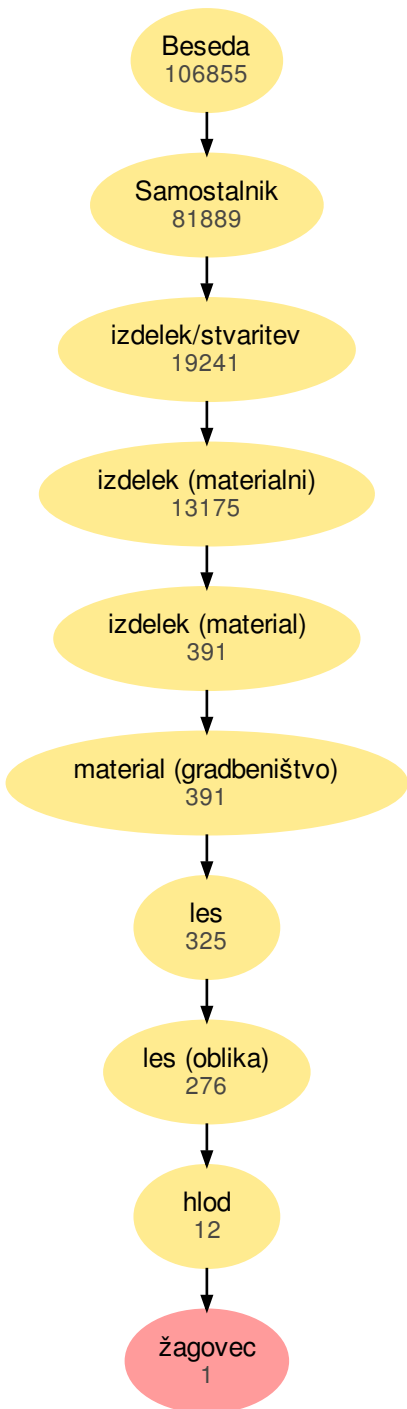 Beseda
106855
Samostalnik
81889
izdelek/stvaritev
19241
izdelek (materialni)
13175
izdelek (material)
391
material (gradbeništvo)
391
les
325
les (oblika)
276
hlod
12
žagovec
1